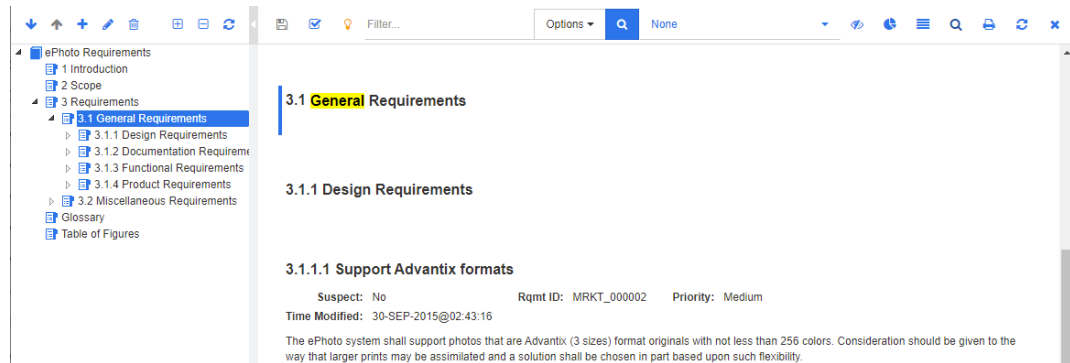 Filter...
Options
None
ePhoto Requirements
1 Introduction
2 Scope
3 Requirements
3.1 General Requirements
3.1.1 Design Requirements
3.1.2 Documentation Requireme
3.1.3 Functional Requirements
3.1.4 Product Requirements
3.2 Miscellaneous Requirements
Glossary
Table of Figures
3.1 General Requirements
3.1.1 Design Requirements
3.1.1.1 Support Advantix formats
Suspect: No Rqmt ID: MRKT_000002 Priority: Medium
Time Modified: 30-SEP-2015@02:43:16
The ePhoto system shall support photos that are Advantix (3 sizes) format originals with not less than 256 colors. Consideration should be given to the
way that larger prints may be assimilated and a solution shall be chosen in part based upon such flexibility.